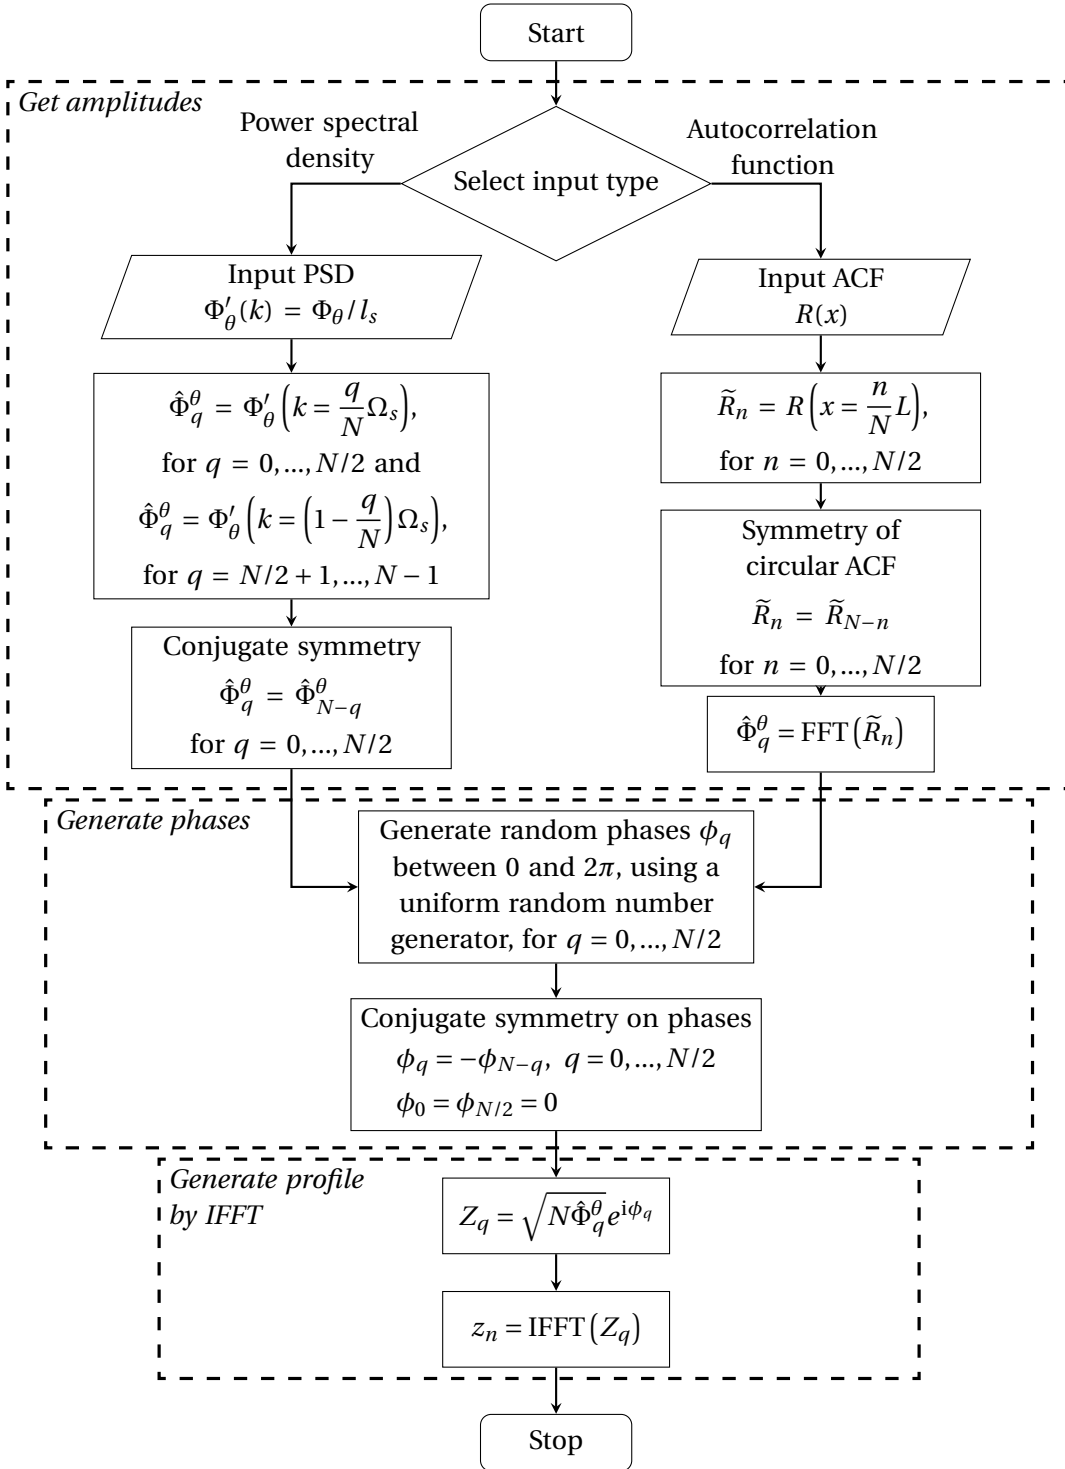 Start
Get amplitudes
Power spectral
density
Autocorrelation
function
Select input type
Input PSD
Φ′_θ(k) = Φ_θ/l_s
Φ̂^θ_q = Φ′_θ(k = q/N Ω_s),
for q = 0,...,N/2 and
Φ̂^θ_q = Φ′_θ(k = (1 − q/N) Ω_s),
for q = N/2 + 1,...,N − 1
Conjugate symmetry
Φ̂^θ_q = Φ̂^θ_{N−q}
for q = 0,...,N/2
Input ACF
R(x)
R̃_n = R(x = n/N L),
for n = 0,...,N/2
Symmetry of
circular ACF
R̃_n = R̃_{N−n}
for n = 0,...,N/2
Φ̂^θ_q = FFT(R̃_n)
Generate phases
Generate random phases ϕ_q
between 0 and 2π, using a
uniform random number
generator, for q = 0,...,N/2
Conjugate symmetry on phases
ϕ_q = −ϕ_{N−q}, q = 0,...,N/2
ϕ_0 = ϕ_{N/2} = 0
Generate profile
by IFFT
Z_q = √(NΦ̂^θ_q) e^{iϕ_q}
z_n = IFFT(Z_q)
Stop